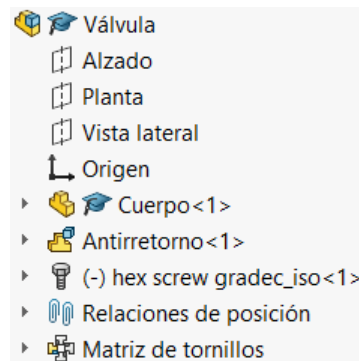 Válvula
Alzado
Planta
Vista lateral
Origen
Cuerpo<1>
Antirretorno<1>
(-) hex screw gradec_iso<1>
Relaciones de posición
Matriz de tornillos